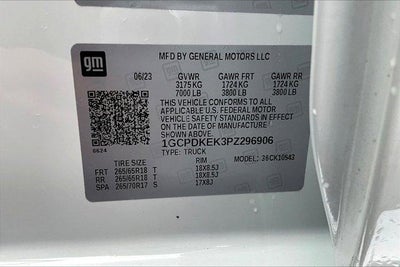 gm
MFD BY GENERAL MOTORS LLC
06/23 GVWR GAWR FRT GAWR RR
3175 KG 1724 KG 1724 KG
7000 LB 3800 LB 3800 LB
THIS VEHICLE CONFORMS TO ALL
APPLICABLE U.S. FEDERAL MOTOR
VEHICLE SAFETY STANDARDS IN
EFFECT ON THE DATE OF
MANUFACTURE SHOWN ABOVE.
1GCPDKEK3PZ296906
TYPE: TRUCK MODEL: 26CK10543
6624
TIRE SIZE RIM
FRT 265/65R18 T 18X8.5J
RR 265/65R18 T 18X8.5J
SPA 265/70R17 S 17X8J